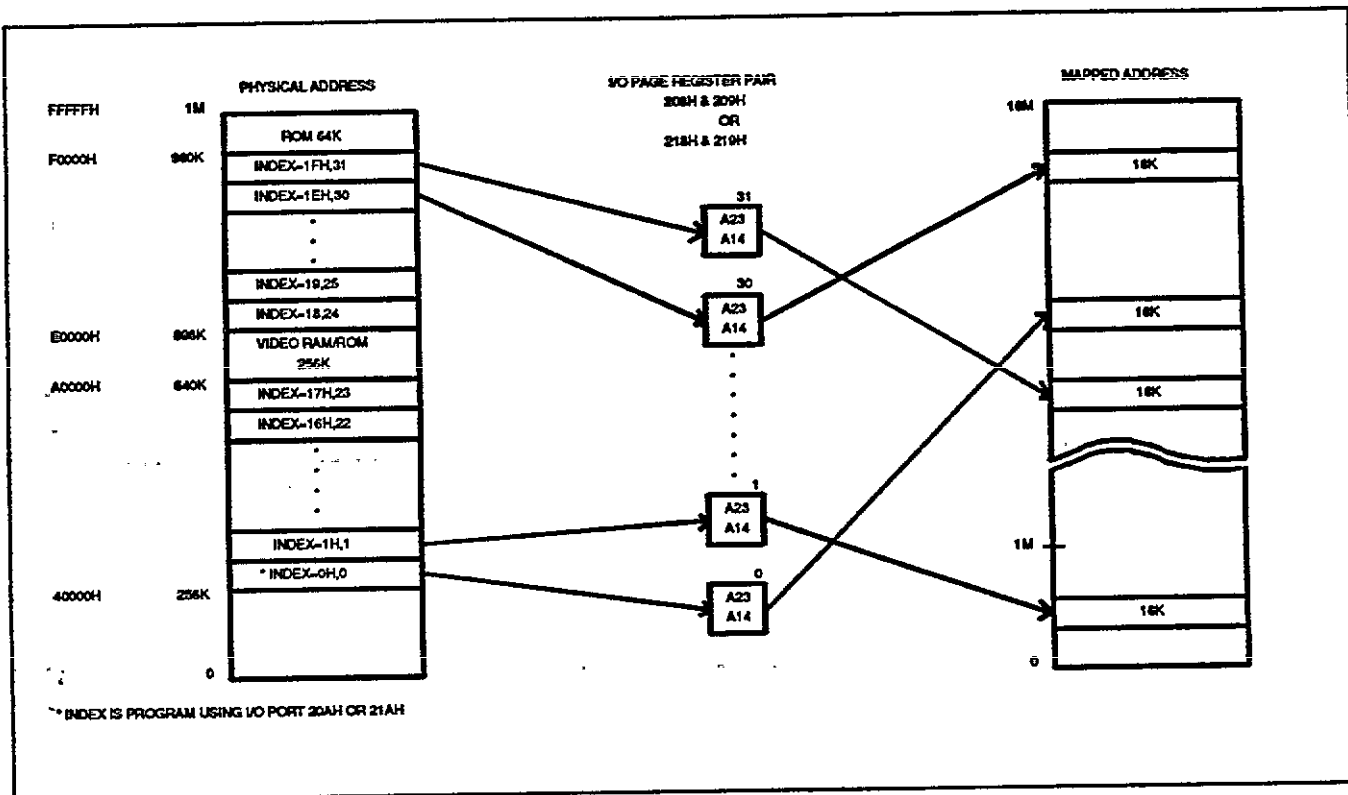 PHYSICAL ADDRESS
I/O PAGE REGISTER PAIR
208H & 209H
OR
218H & 219H
MAPPED ADDRESS
FFFFFH
1M
ROM 64K
F0000H
960K
INDEX=1FH,31
INDEX=1EH,30
INDEX=19,25
INDEX=18,24
E0000H
896K
VIDEO RAM/ROM
256K
A0000H
640K
INDEX=17H,23
INDEX=16H,22
INDEX=1H,1
* INDEX=0H,0
40000H
256K
0
31
A23
A14
30
A23
A14
1
A23
A14
0
A23
A14
16M
16K
16K
16K
1M
16K
0
* INDEX IS PROGRAM USING I/O PORT 20AH OR 21AH